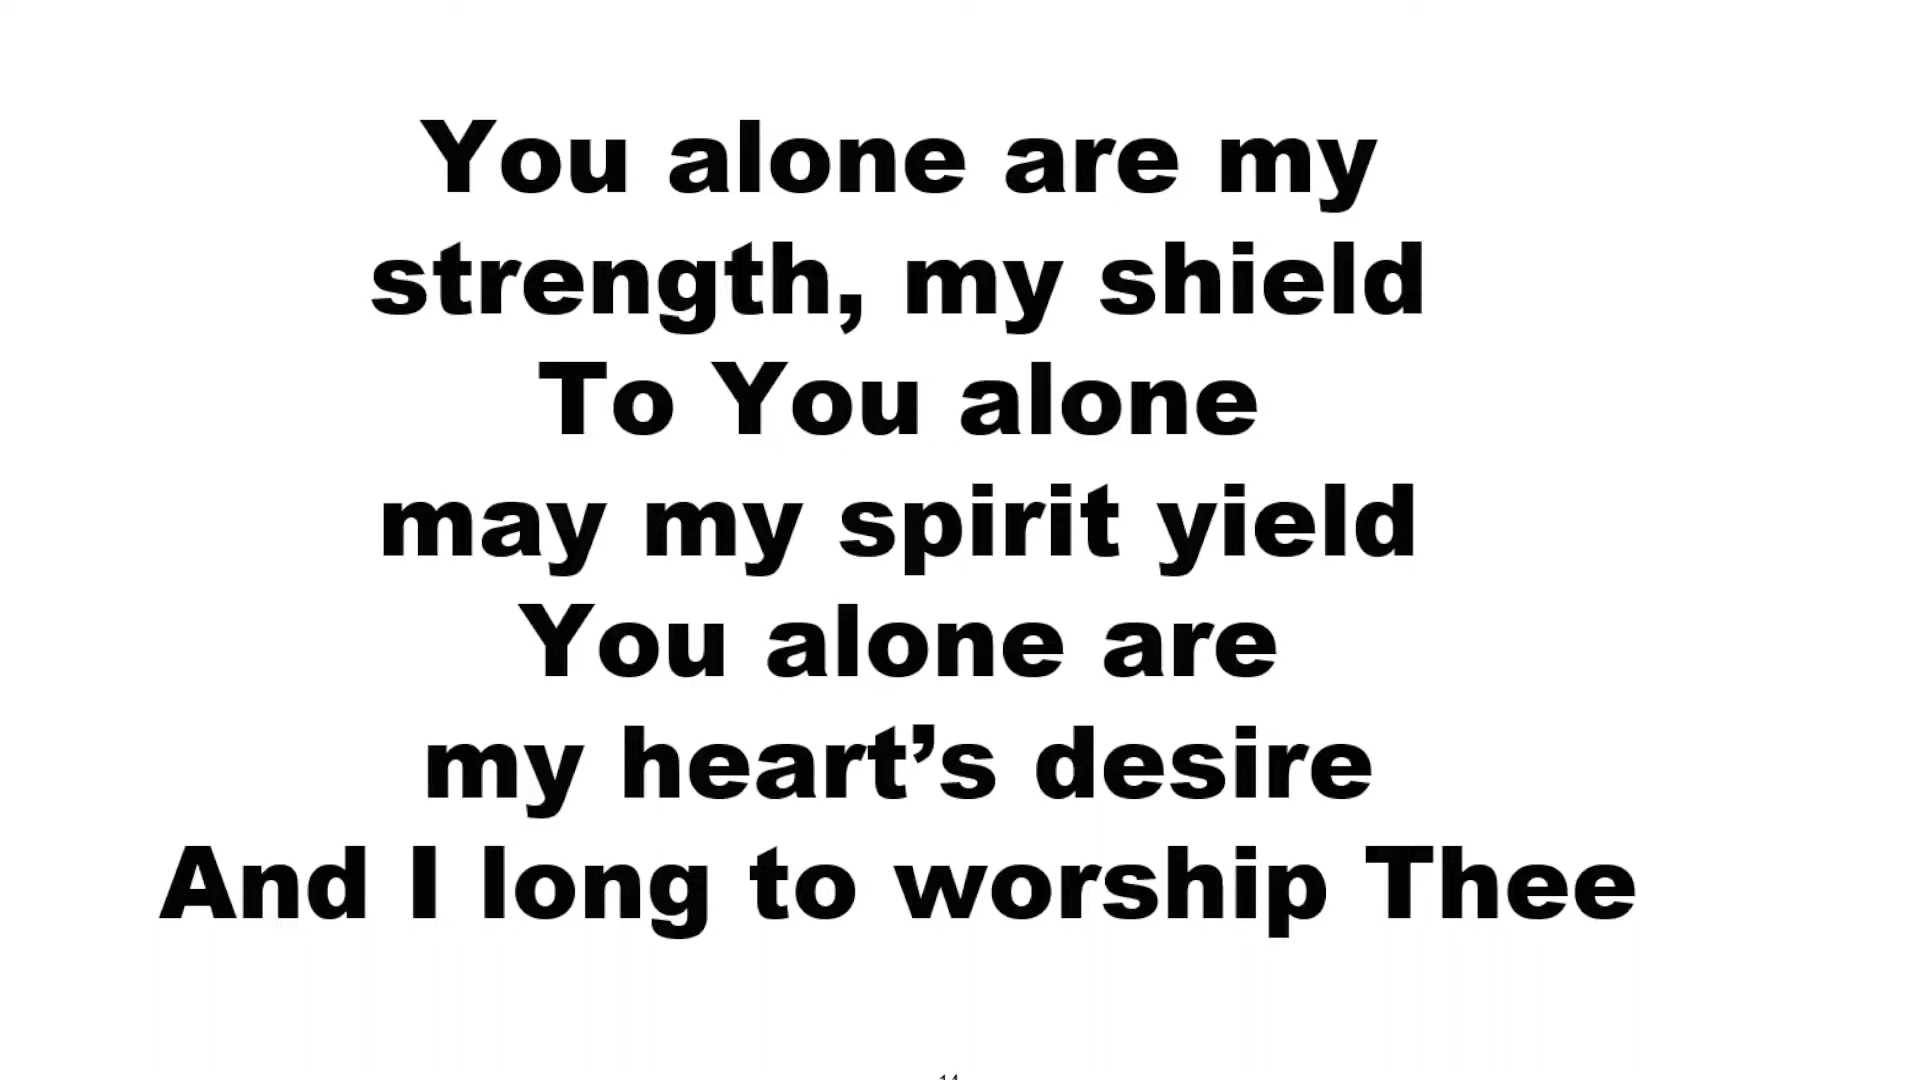 You alone are my
strength, my shield
To You alone
may my spirit yield
You alone are
my heart’s desire
And I long to worship Thee